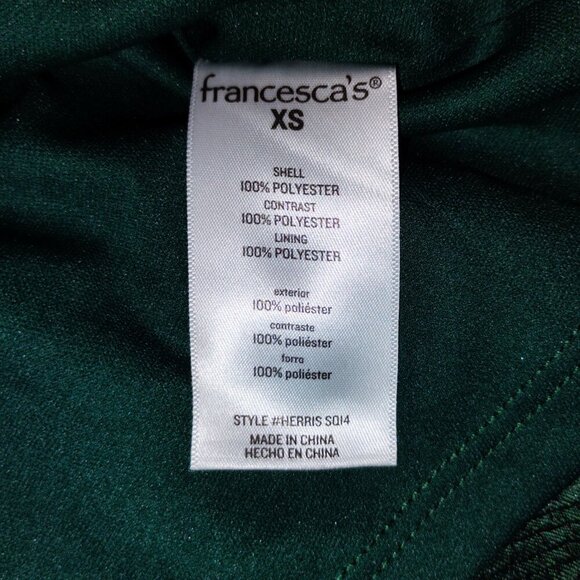 francesca's®
XS
SHELL
100% POLYESTER
CONTRAST
100% POLYESTER
LINING
100% POLYESTER
exterior
100% poliéster
contraste
100% poliéster
forro
100% poliéster
STYLE #HERRIS SQ14
MADE IN CHINA
HECHO EN CHINA